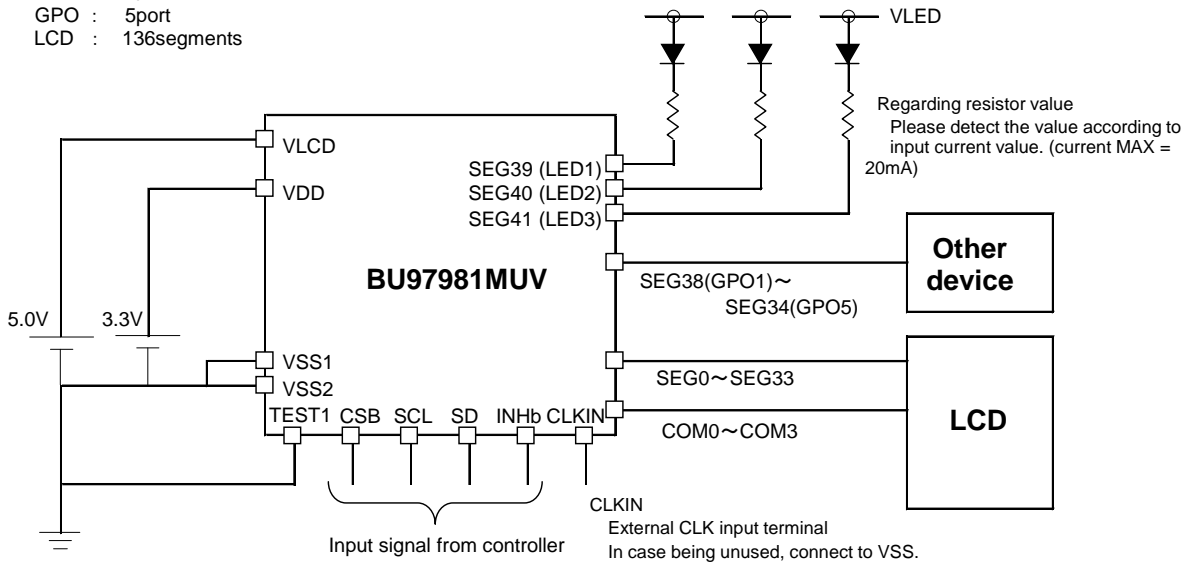 GPO : 5port
LCD : 136segments
VLED
Regarding resistor value
Please detect the value according to
input current value. (current MAX =
20mA)
VLCD
VDD
SEG39 (LED1)
SEG40 (LED2)
SEG41 (LED3)
BU97981MUV
Other
device
SEG38(GPO1)～
SEG34(GPO5)
5.0V
3.3V
VSS1
VSS2
SEG0～SEG33
LCD
TEST1 CSB SCL SD INHb CLKIN
COM0～COM3
CLKIN
External CLK input terminal
Input signal from controller
In case being unused, connect to VSS.